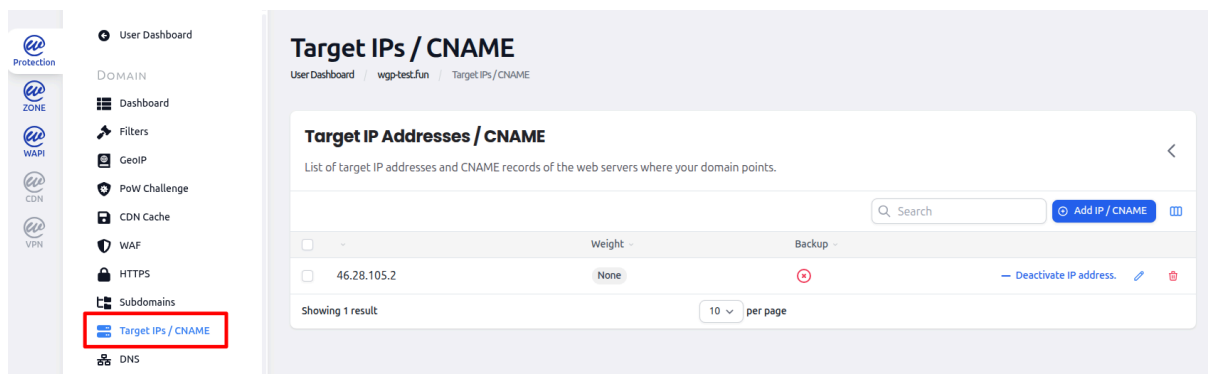 Protection
ZONE
WAPI
CDN
VPN
User Dashboard
DOMAIN
Dashboard
Filters
GeoIP
PoW Challenge
CDN Cache
WAF
HTTPS
Subdomains
Target IPs / CNAME
DNS
Target IPs / CNAME
User Dashboard / wgp-test.fun / Target IPs / CNAME
Target IP Addresses / CNAME
List of target IP addresses and CNAME records of the web servers where your domain points.
Search
Add IP / CNAME
Weight Backup
46.28.105.2 None Deactivate IP address.
Showing 1 result 10 per page